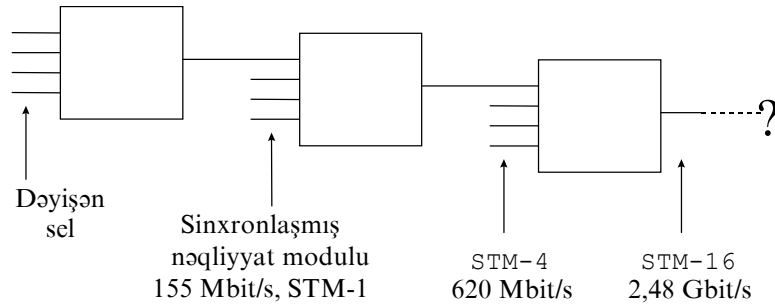 ?
Dəyişən
sel
Sinxronlaşmış
nəqliyyat modulu
155 Mbit/s, STM-1
STM-4
620 Mbit/s
STM-16
2,48 Gbit/s